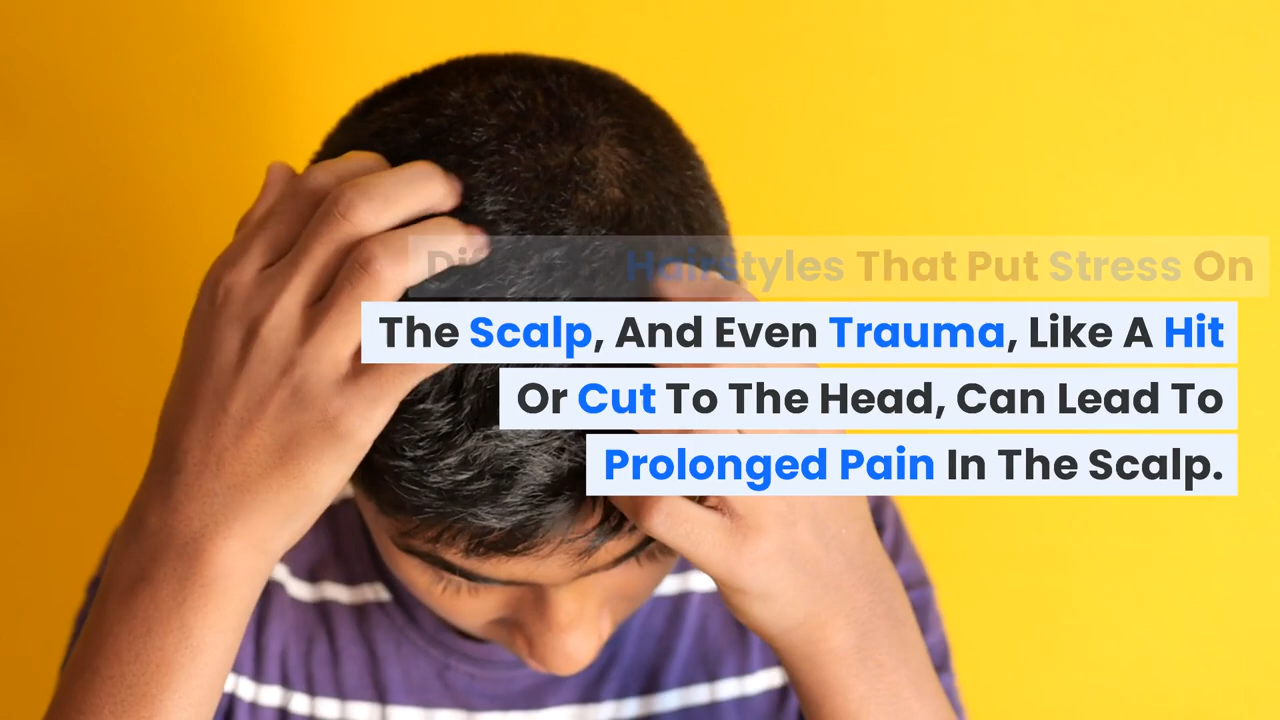 Hairstyles That Put Stress On
The Scalp, And Even Trauma, Like A Hit
Or Cut To The Head, Can Lead To
Prolonged Pain In The Scalp.